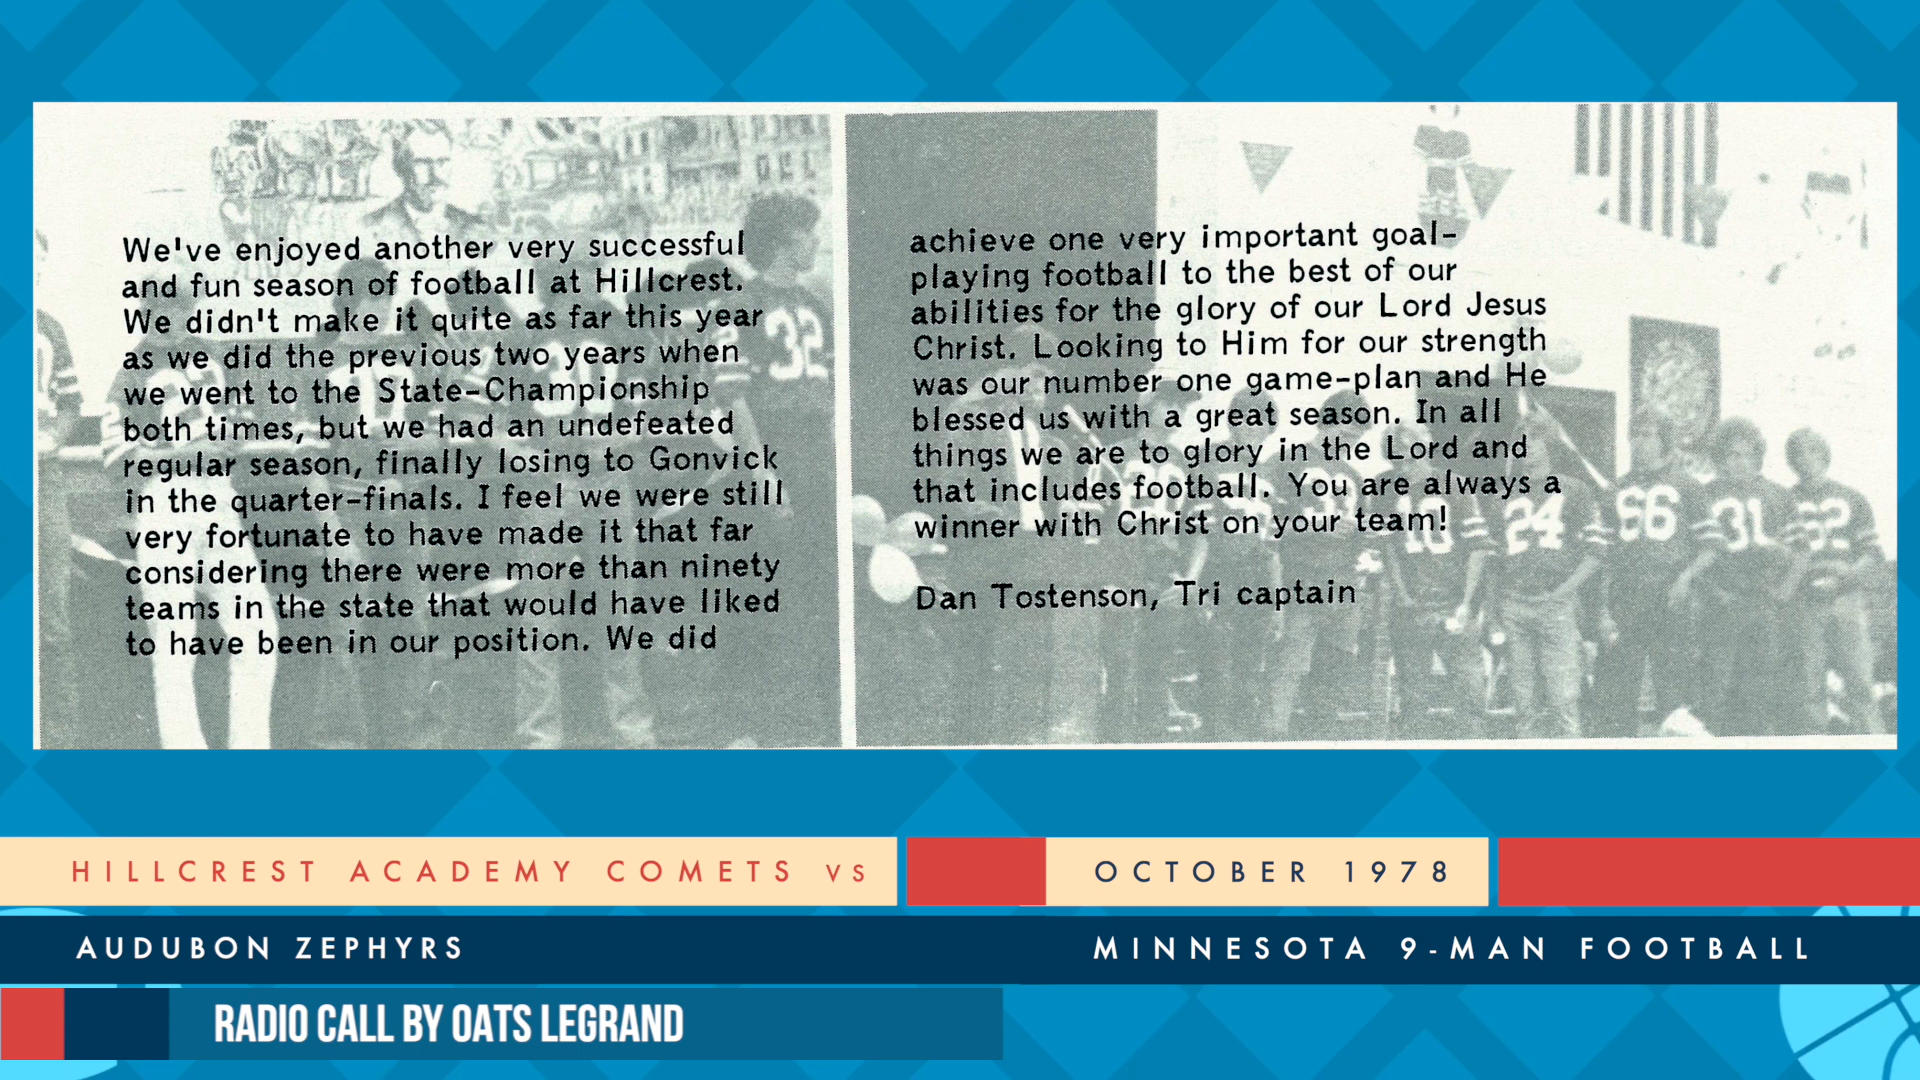 We've enjoyed another very successful
and fun season of football at Hillcrest.
We didn't make it quite as far this year
as we did the previous two years when
we went to the State-Championship
both times, but we had an undefeated
regular season, finally losing to Gonvick
in the quarter-finals. I feel we were still
very fortunate to have made it that far
considering there were more than ninety
teams in the state that would have liked
to have been in our position. We did
achieve one very important goal-
playing football to the best of our
abilities for the glory of our Lord Jesus
Christ. Looking to Him for our strength
was our number one game-plan and He
blessed us with a great season. In all
things we are to glory in the Lord and
that includes football. You are always a
winner with Christ on your team!
Dan Tostenson, Tri captain
32
24
66
31
HILLCREST ACADEMY COMETS VS
OCTOBER 1978
AUDUBON ZEPHYRS
MINNESOTA 9-MAN FOOTBALL
RADIO CALL BY OATS LEGRAND